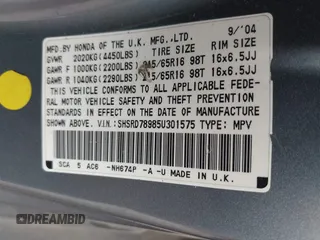 MFD.BY HONDA OF THE U.K. MFG.,LTD. 9/'04
GVWR 2020KG(4450LBS) TIRE SIZE RIM SIZE
GAWR F 1000KG(2200LBS) 215/65R16 98T 16x6.5JJ
GAWR R 1040KG(2290LBS) 215/65R16 98T 16x6.5JJ
THIS VEHICLE CONFORMS TO ALL APPLICABLE FEDE-
RAL MOTOR VEHICLE SAFETY AND THEFT PREVENTION
STANDARDS IN EFFECT ON THE DATE OF MANUFACTURE
SHOWN ABOVE. V.I.N.: SHSRD78985U301575 TYPE: MPV
SCA 5 AC6 -NH674P -A -U MADE IN U.K.
DREAMBID